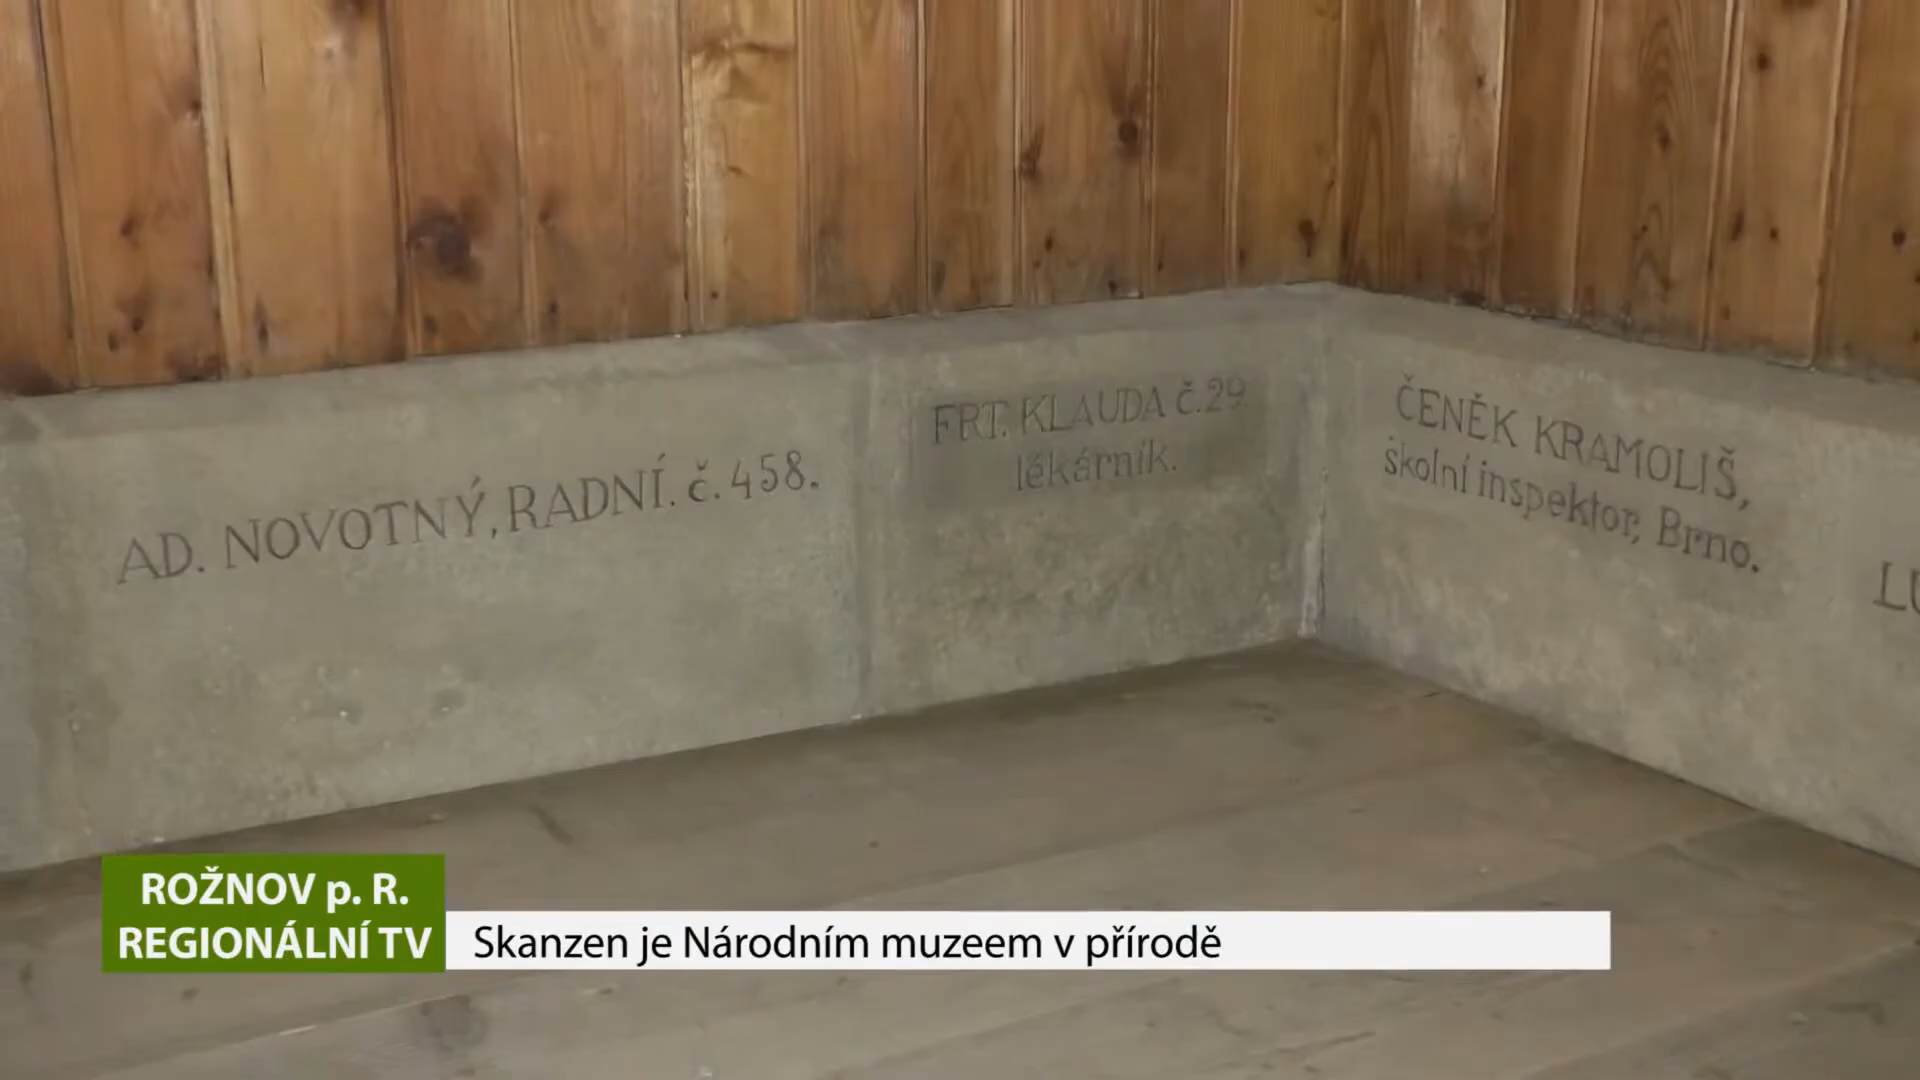 AD. NOVOTNÝ, RADNÍ. č. 458.
FRT. KLAUDA č. 29.
lékárník.
ČENĚK KRAMOLIŠ,
školní inspektor, Brno.
ROŽNOV p. R.
REGIONÁLNÍ TV
Skanzen je Národním muzeem v přírodě